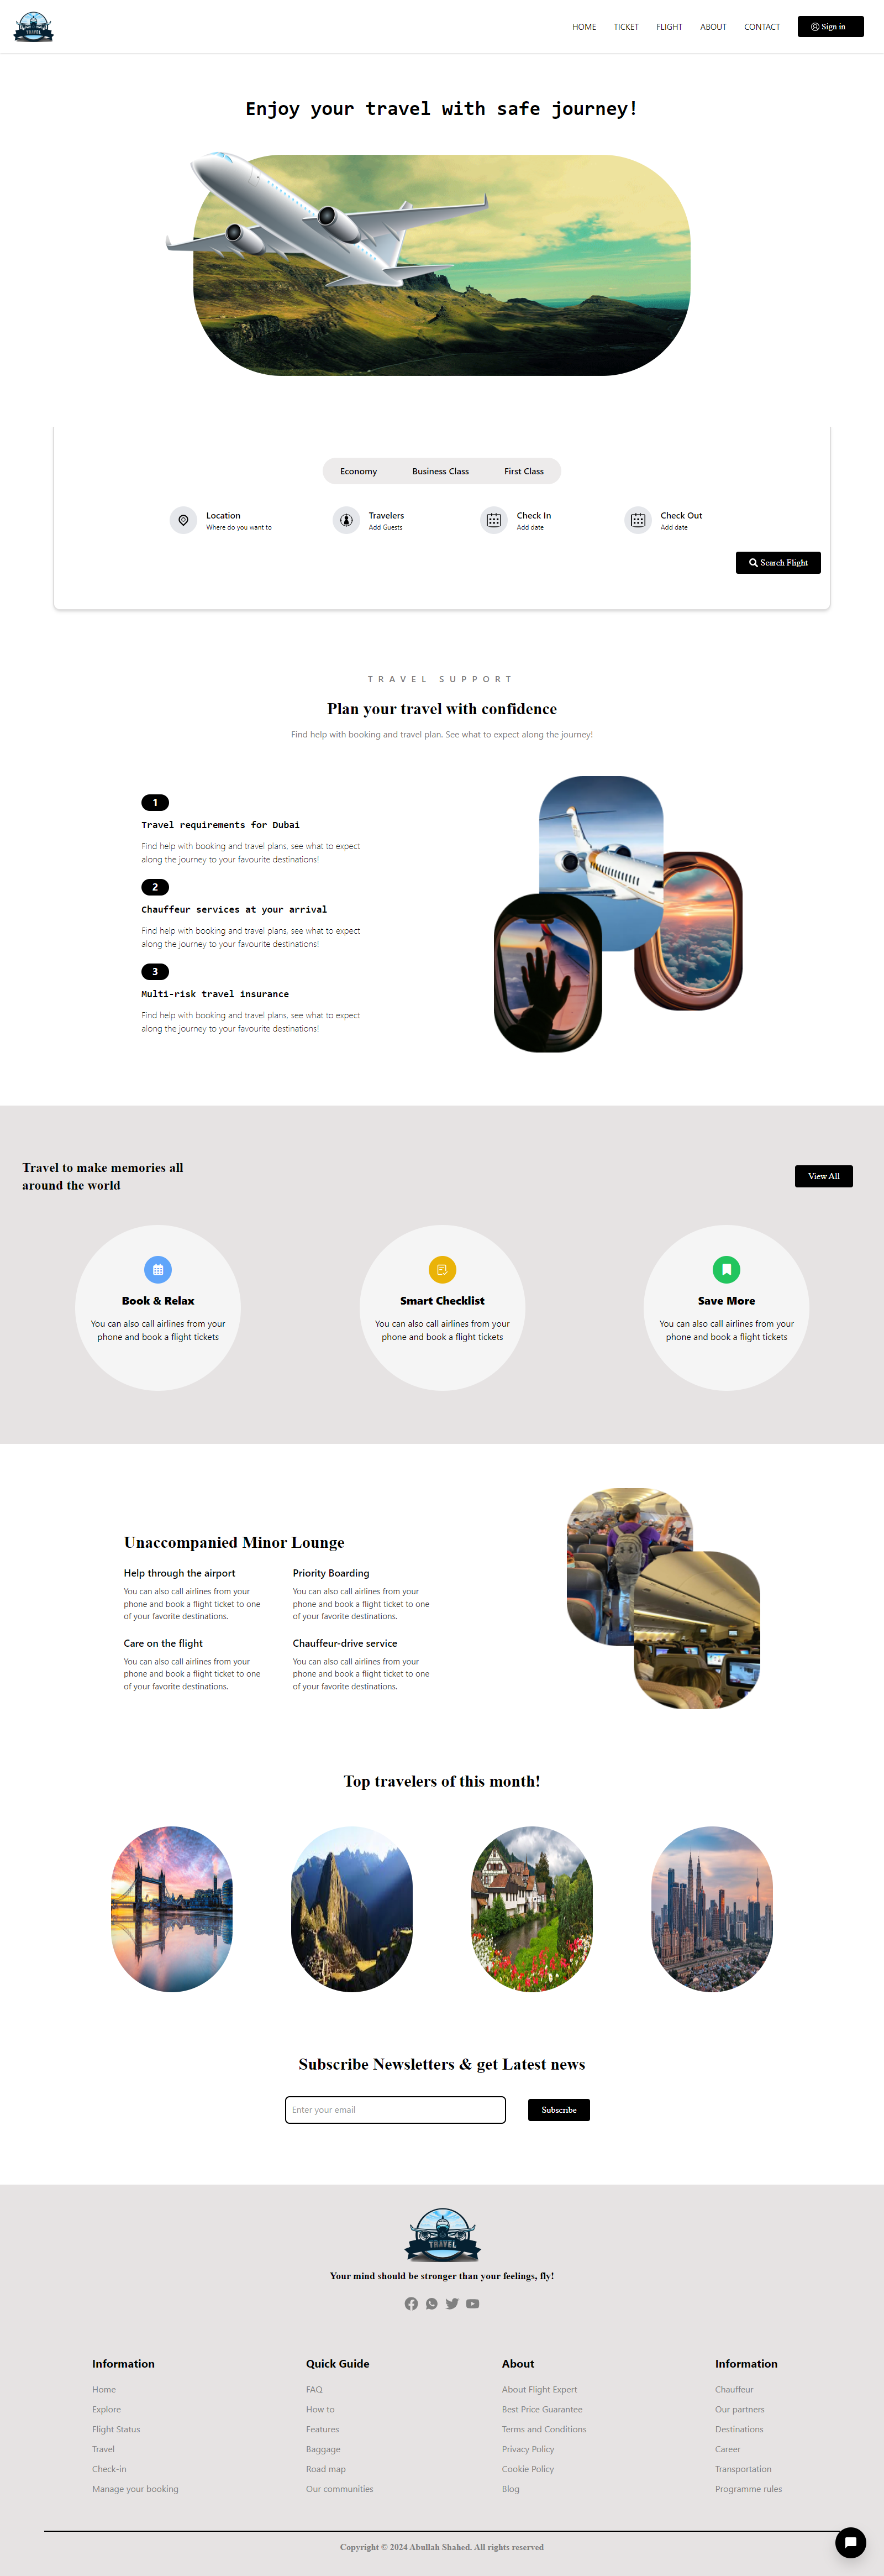 TRAVEL
HOME
TICKET
FLIGHT
ABOUT
CONTACT
Sign in
Enjoy your travel with safe journey!
Economy
Business Class
First Class
Location
Where do you want to
Travelers
Add Guests
Check In
Add date
Check Out
Add date
Search Flight
TRAVEL SUPPORT
Plan your travel with confidence
Find help with booking and travel plan. See what to expect along the journey!
1
Travel requirements for Dubai
Find help with booking and travel plans, see what to expect
along the journey to your favourite destinations!
2
Chauffeur services at your arrival
Find help with booking and travel plans, see what to expect
along the journey to your favourite destinations!
3
Multi-risk travel insurance
Find help with booking and travel plans, see what to expect
along the journey to your favourite destinations!
Travel to make memories all
around the world
View All
Book & Relax
You can also call airlines from your
phone and book a flight tickets
Smart Checklist
You can also call airlines from your
phone and book a flight tickets
Save More
You can also call airlines from your
phone and book a flight tickets
Unaccompanied Minor Lounge
Help through the airport
You can also call airlines from your
phone and book a flight ticket to one
of your favorite destinations.
Priority Boarding
You can also call airlines from your
phone and book a flight ticket to one
of your favorite destinations.
Care on the flight
You can also call airlines from your
phone and book a flight ticket to one
of your favorite destinations.
Chauffeur-drive service
You can also call airlines from your
phone and book a flight ticket to one
of your favorite destinations.
Top travelers of this month!
Subscribe Newsletters & get Latest news
Enter your email
Subscribe
TRAVEL
Your mind should be stronger than your feelings, fly!
Information
Home
Explore
Flight Status
Travel
Check-in
Manage your booking
Quick Guide
FAQ
How to
Features
Baggage
Road map
Our communities
About
About Flight Expert
Best Price Guarantee
Terms and Conditions
Privacy Policy
Cookie Policy
Blog
Information
Chauffeur
Our partners
Destinations
Career
Transportation
Programme rules
Copyright © 2024 Abullah Shahed. All rights reserved